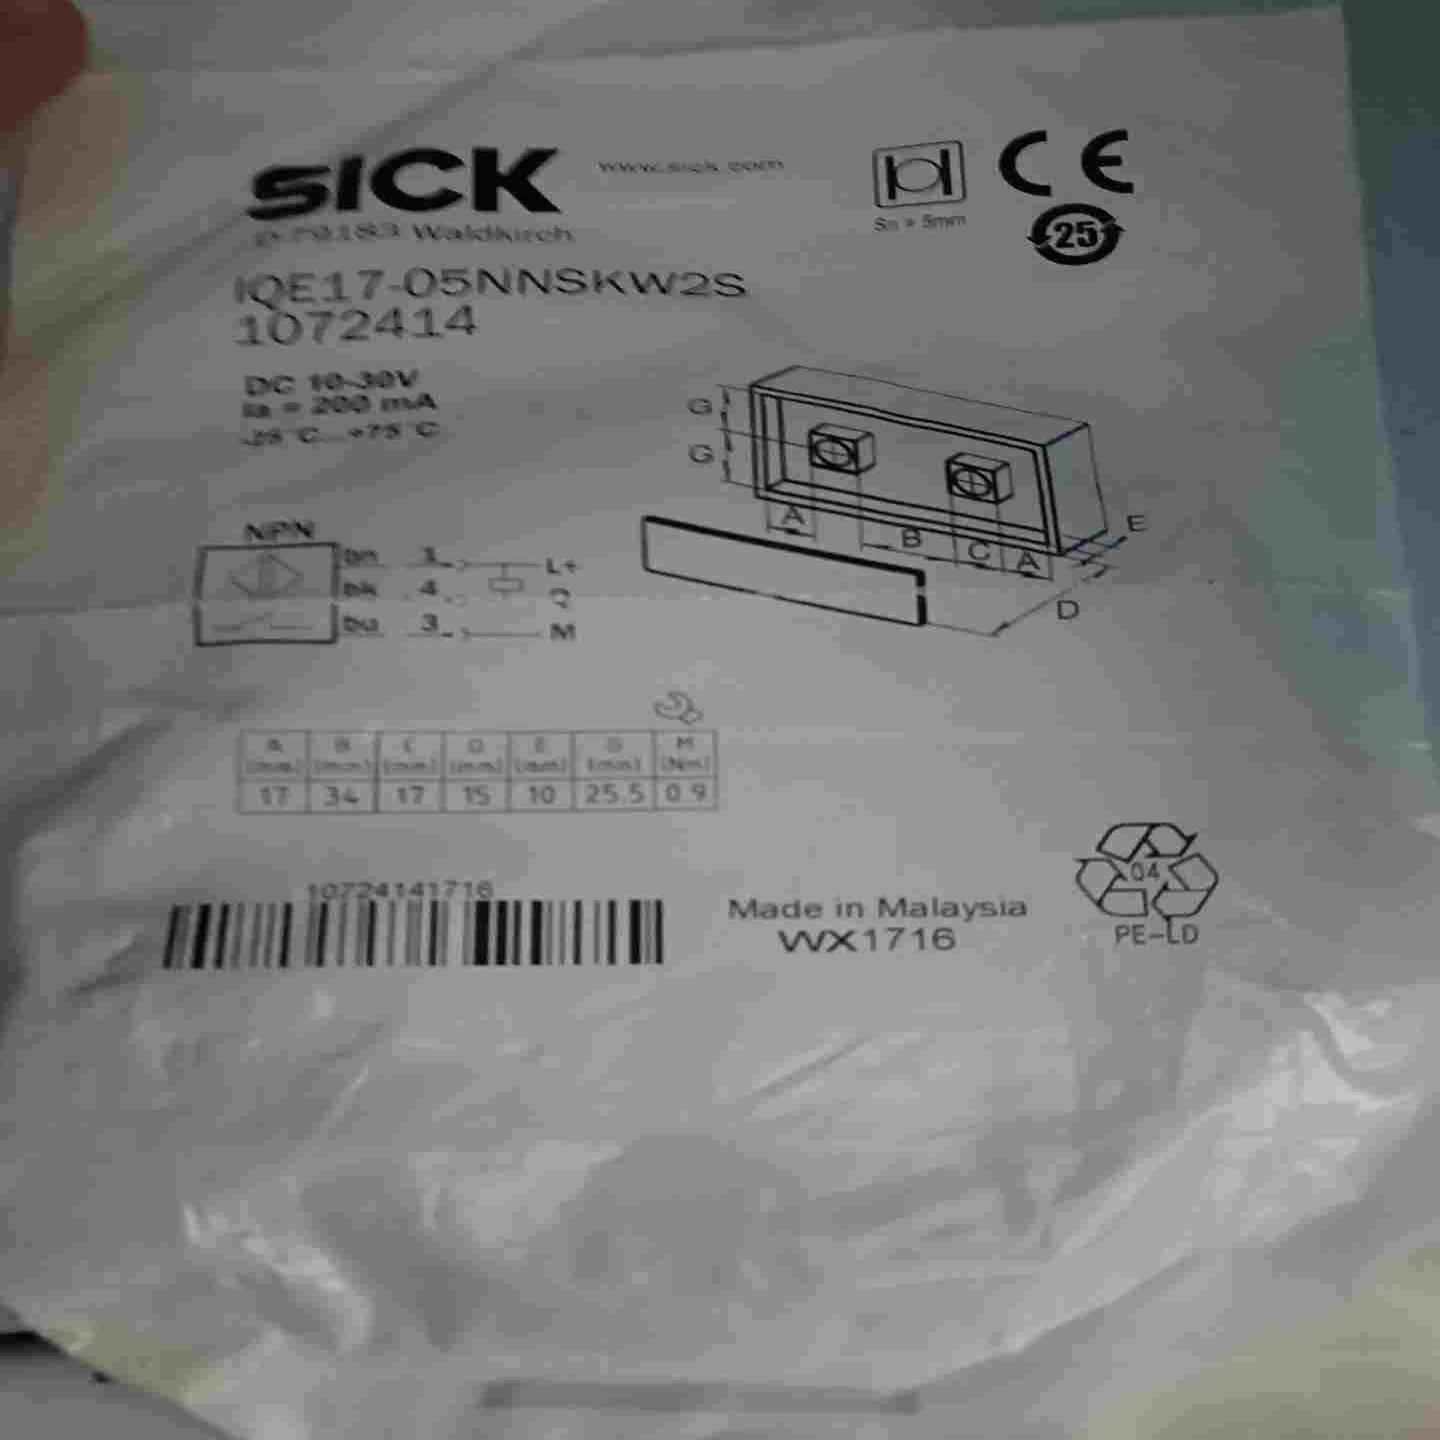 SICK
www.sick.com
D-79183 Waldkirch
Sn = 5mm
CE
25
IQE17-05NNSKW2S
1072414
DC 10-30V
Ia = 200 mA
-25°C...+75°C
G
G
A
B
C
A
E
D
NPN
bn 1 L+
bk 4 Q
bu 3 M
A B C D E G M
(mm) (mm) (mm) (mm) (mm) (mm) (Nm)
17 34 17 15 10 25.5 0.9
10724141716
Made in Malaysia
WX1716
04
PE-LD